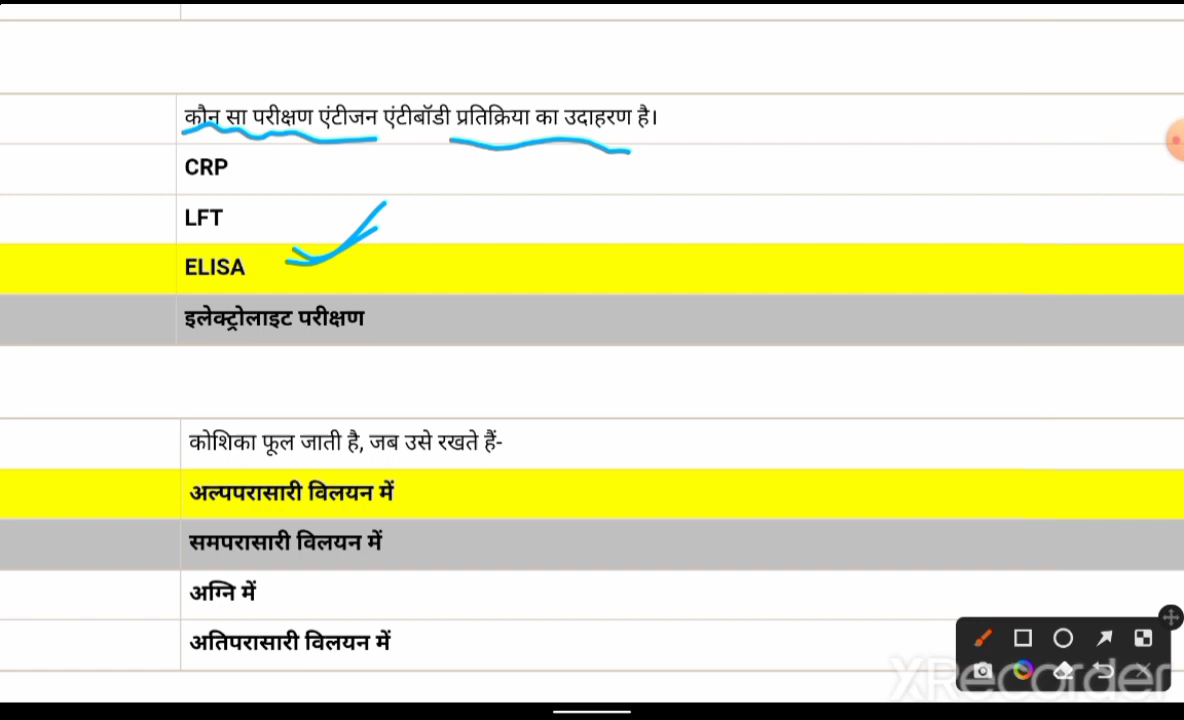 कौन सा परीक्षण एंटीजन एंटीबॉडी प्रतिक्रिया का उदाहरण है।
CRP
LFT
ELISA
इलेक्ट्रोलाइट परीक्षण
कोशिका फूल जाती है, जब उसे रखते हैं-
अल्पपरासारी विलयन में
समपरासारी विलयन में
अग्नि में
अतिपरासारी विलयन में
XRecorder